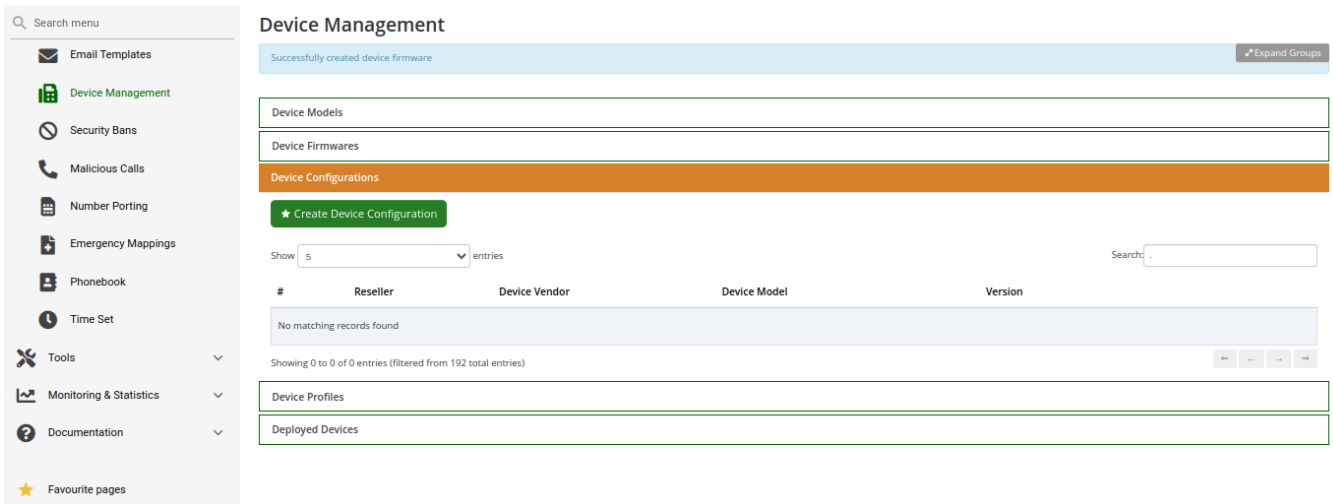 Search menu
Email Templates
Device Management
Security Bans
Malicious Calls
Number Porting
Emergency Mappings
Phonebook
Time Set
Tools
Monitoring & Statistics
Documentation
Favourite pages
Device Management
Successfully created device firmware
Expand Groups
Device Models
Device Firmwares
Device Configurations
★ Create Device Configuration
Show 5 entries
Search: .
# Reseller Device Vendor Device Model Version
No matching records found
Showing 0 to 0 of 0 entries (filtered from 192 total entries)
⇐ ← → ⇒
Device Profiles
Deployed Devices